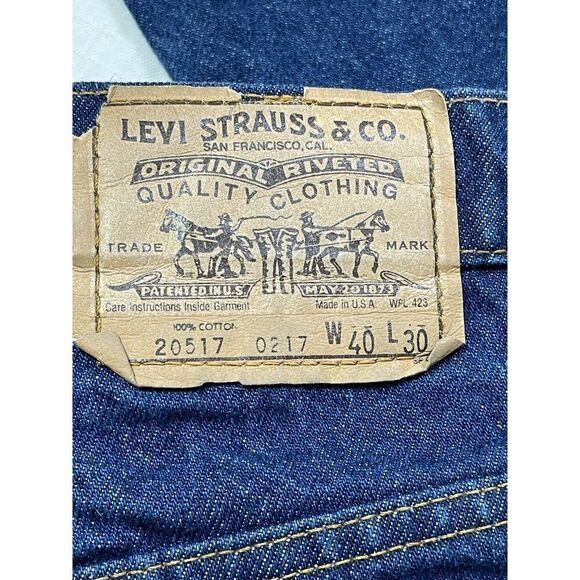 LEVI STRAUSS & CO.
SAN FRANCISCO, CAL.
ORIGINAL RIVETED
QUALITY CLOTHING
TRADE MARK
PATENTED IN U.S. MAY 20 1873
Care Instructions Inside Garment Made in U.S.A. WPL 423
100% COTTON
20517 0217 W 40 L 30